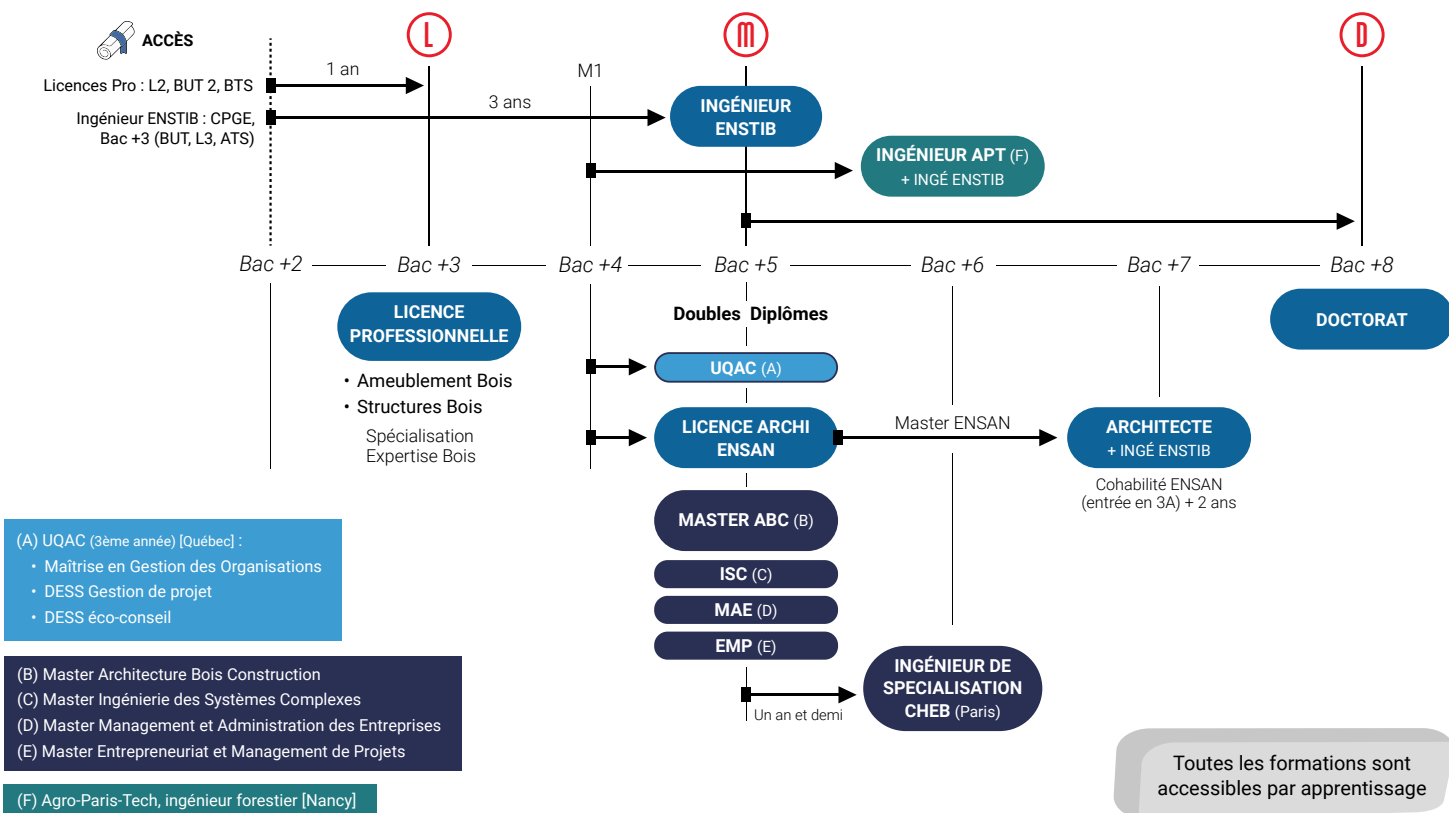 ACCÈS
L
M
D
Licences Pro : L2, BUT 2, BTS
1 an
M1
Ingénieur ENSTIB : CPGE,
Bac +3 (BUT, L3, ATS)
3 ans
INGÉNIEUR
ENSTIB
INGÉNIEUR APT (F)
+ INGÉ ENSTIB
Bac +2
Bac +3
Bac +4
Bac +5
Bac +6
Bac +7
Bac +8
LICENCE
PROFESSIONNELLE
• Ameublement Bois
• Structures Bois
Spécialisation
Expertise Bois
Doubles Diplômes
UQAC (A)
LICENCE ARCHI
ENSAN
Master ENSAN
ARCHITECTE
+ INGÉ ENSTIB
Cohabilité ENSAN
(entrée en 3A) + 2 ans
DOCTORAT
MASTER ABC (B)
ISC (C)
MAE (D)
EMP (E)
Un an et demi
INGÉNIEUR DE
SPECIALISATION
CHEB (Paris)
(A) UQAC (3ème année) [Québec] :
• Maîtrise en Gestion des Organisations
• DESS Gestion de projet
• DESS éco-conseil
(B) Master Architecture Bois Construction
(C) Master Ingénierie des Systèmes Complexes
(D) Master Management et Administration des Entreprises
(E) Master Entrepreneuriat et Management de Projets
(F) Agro-Paris-Tech, ingénieur forestier [Nancy]
Toutes les formations sont
accessibles par apprentissage